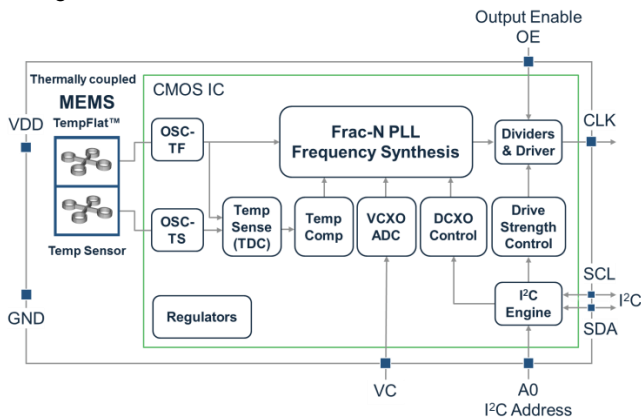 Output Enable
OE
Thermally coupled
MEMS
TempFlat™
VDD
CMOS IC
OSC-
TF
Frac-N PLL
Frequency Synthesis
Dividers
& Driver
CLK
OSC-
TS
Temp
Sense
(TDC)
Temp
Comp
VCXO
ADC
DCXO
Control
Drive
Strength
Control
Temp Sensor
SCL
I²C
SDA
I²C
Engine
GND
Regulators
VC
A0
I²C Address